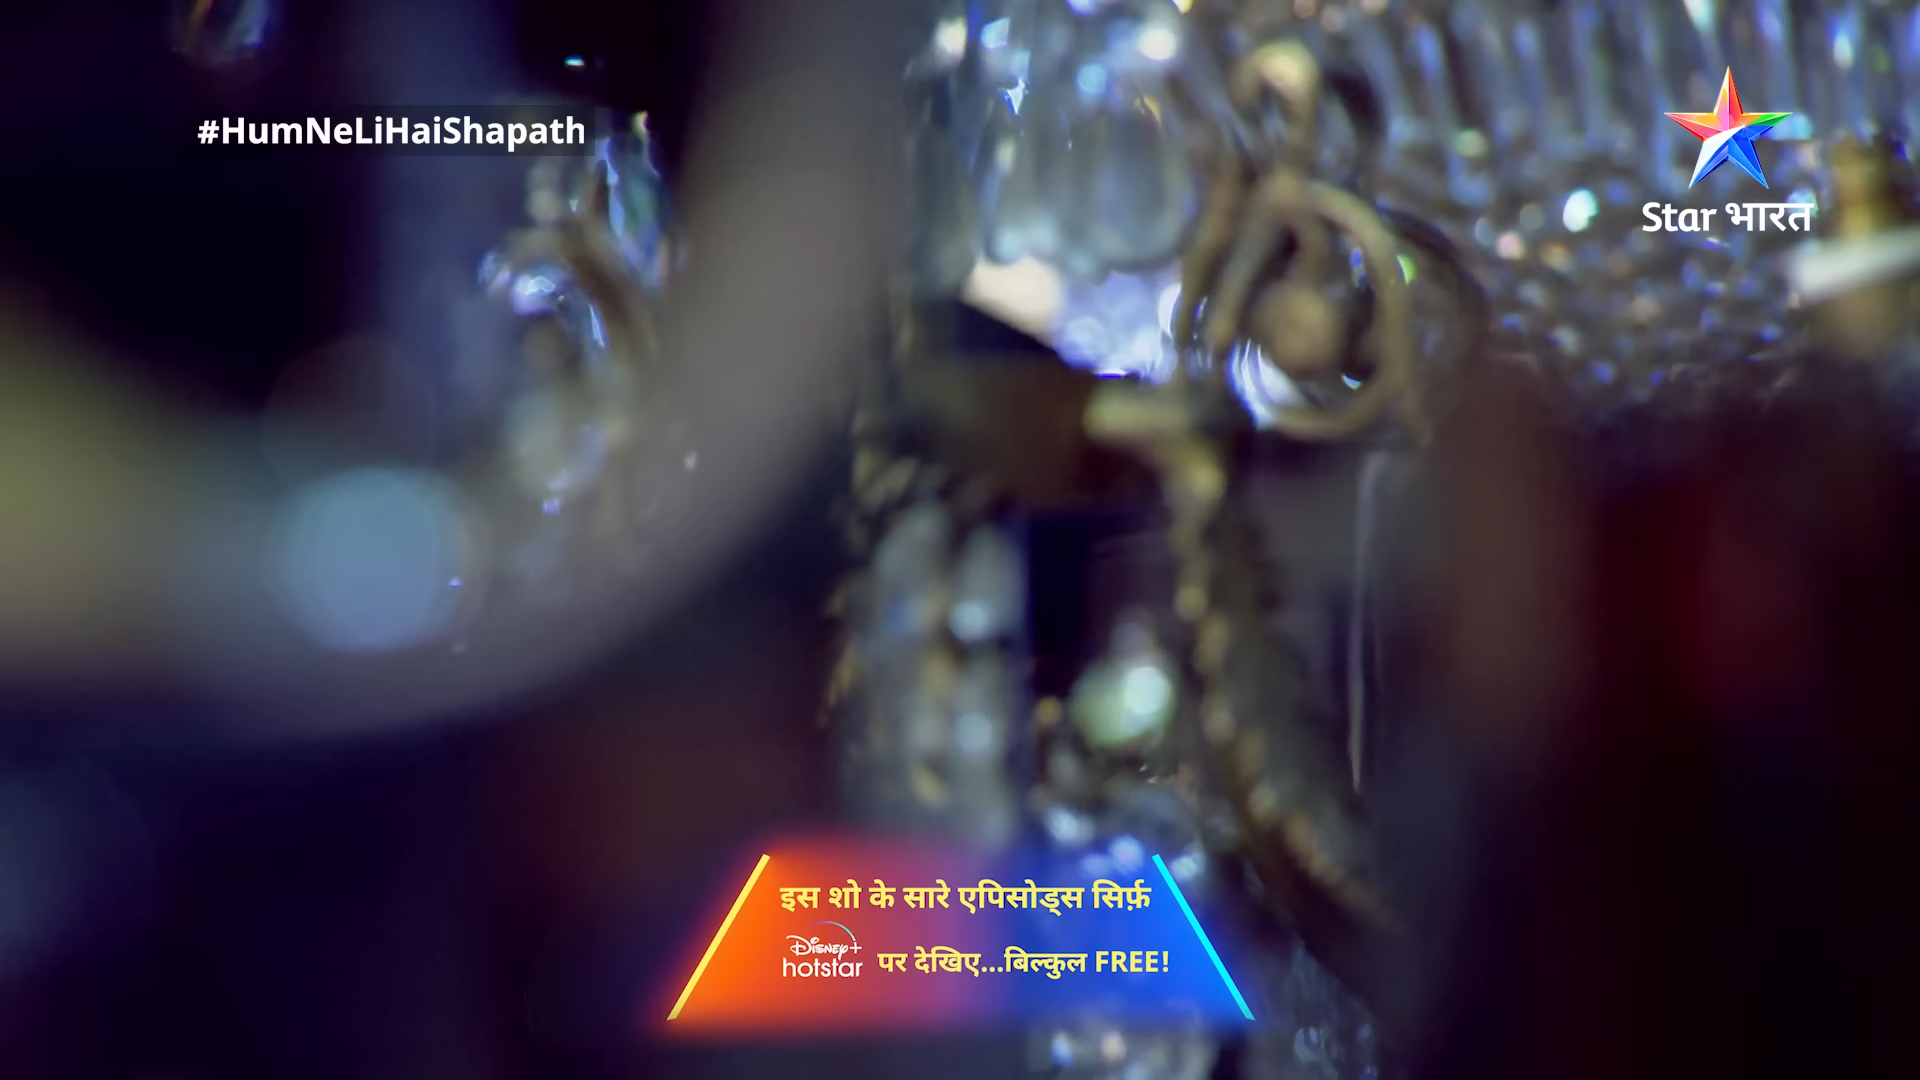 #HumNeLiHaiShapath
Star भारत
इस शो के सारे एपिसोड्स सिर्फ़
Disney+ hotstar पर देखिए...बिल्कुल FREE!